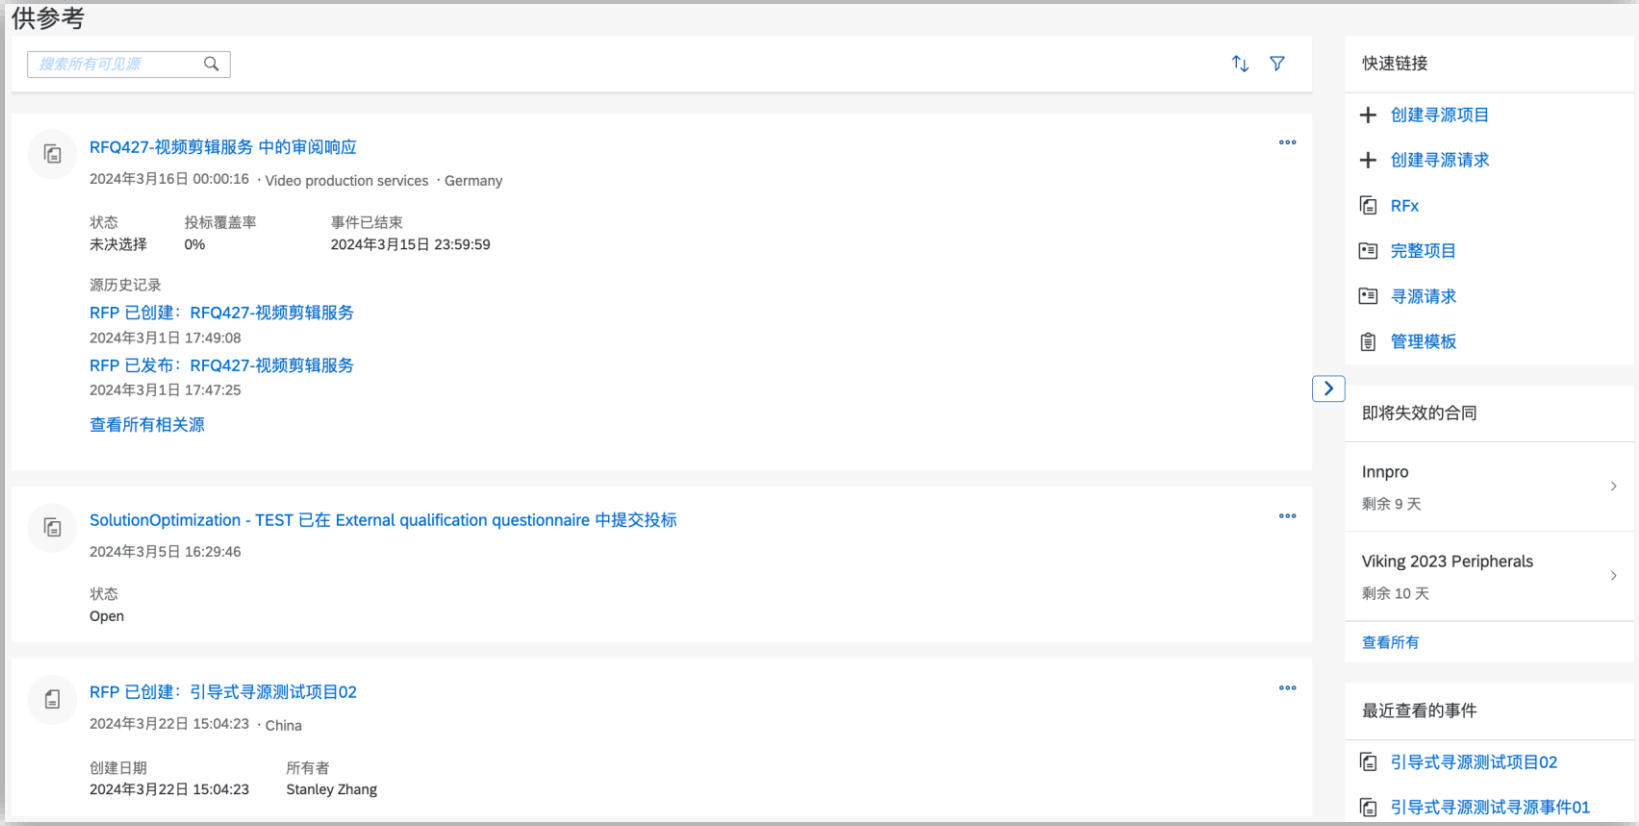 供参考
搜索所有可见源
RFQ427-视频剪辑服务 中的审阅响应
2024年3月16日 00:00:16 · Video production services · Germany
状态 投标覆盖率 事件已结束
未决选择 0% 2024年3月15日 23:59:59
源历史记录
RFP 已创建：RFQ427-视频剪辑服务
2024年3月1日 17:49:08
RFP 已发布：RFQ427-视频剪辑服务
2024年3月1日 17:47:25
查看所有相关源
SolutionOptimization - TEST 已在 External qualification questionnaire 中提交投标
2024年3月5日 16:29:46
状态
Open
RFP 已创建：引导式寻源测试项目02
2024年3月22日 15:04:23 · China
创建日期 所有者
2024年3月22日 15:04:23 Stanley Zhang
快速链接
创建寻源项目
创建寻源请求
RFx
完整项目
寻源请求
管理模板
即将失效的合同
Innpro
剩余 9 天
Viking 2023 Peripherals
剩余 10 天
查看所有
最近查看的事件
引导式寻源测试项目02
引导式寻源测试寻源事件01